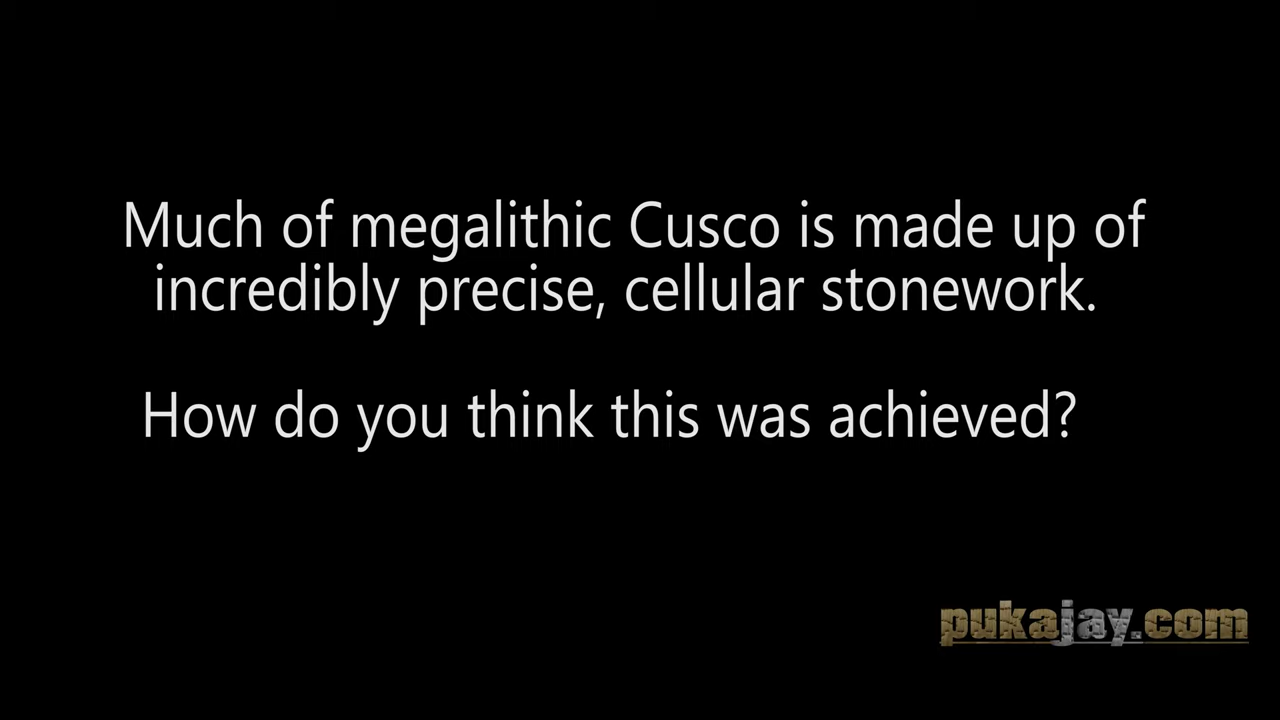 Much of megalithic Cusco is made up of
incredibly precise, cellular stonework.
How do you think this was achieved?
pukajay.com